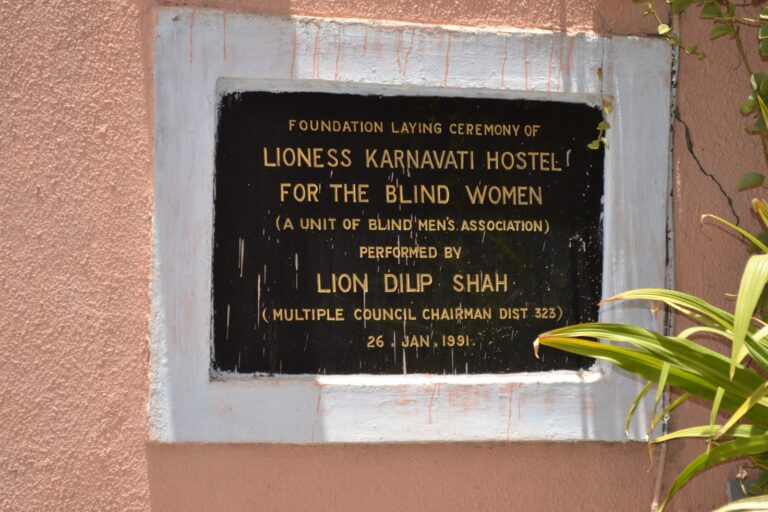 FOUNDATION LAYING CEREMONY OF
LIONESS KARNAVATI HOSTEL
FOR THE BLIND WOMEN
(A UNIT OF BLIND MEN'S ASSOCIATION)
PERFORMED BY
LION DILIP SHAH
(MULTIPLE COUNCIL CHAIRMAN DIST 323)
26. JAN. 1991.